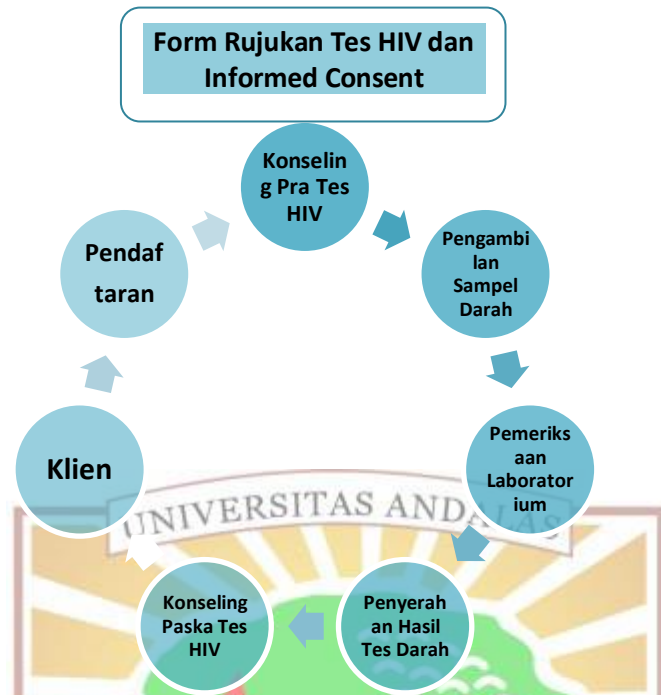 Form Rujukan Tes HIV dan
Informed Consent
Konselin
g Pra Tes
HIV
Pengambi
lan
Sampel
Darah
Pemeriks
aan
Laborator
ium
Penyerah
an Hasil
Tes Darah
Konseling
Paska Tes
HIV
Klien
Pendaf
taran
UNIVERSITAS ANDALAS